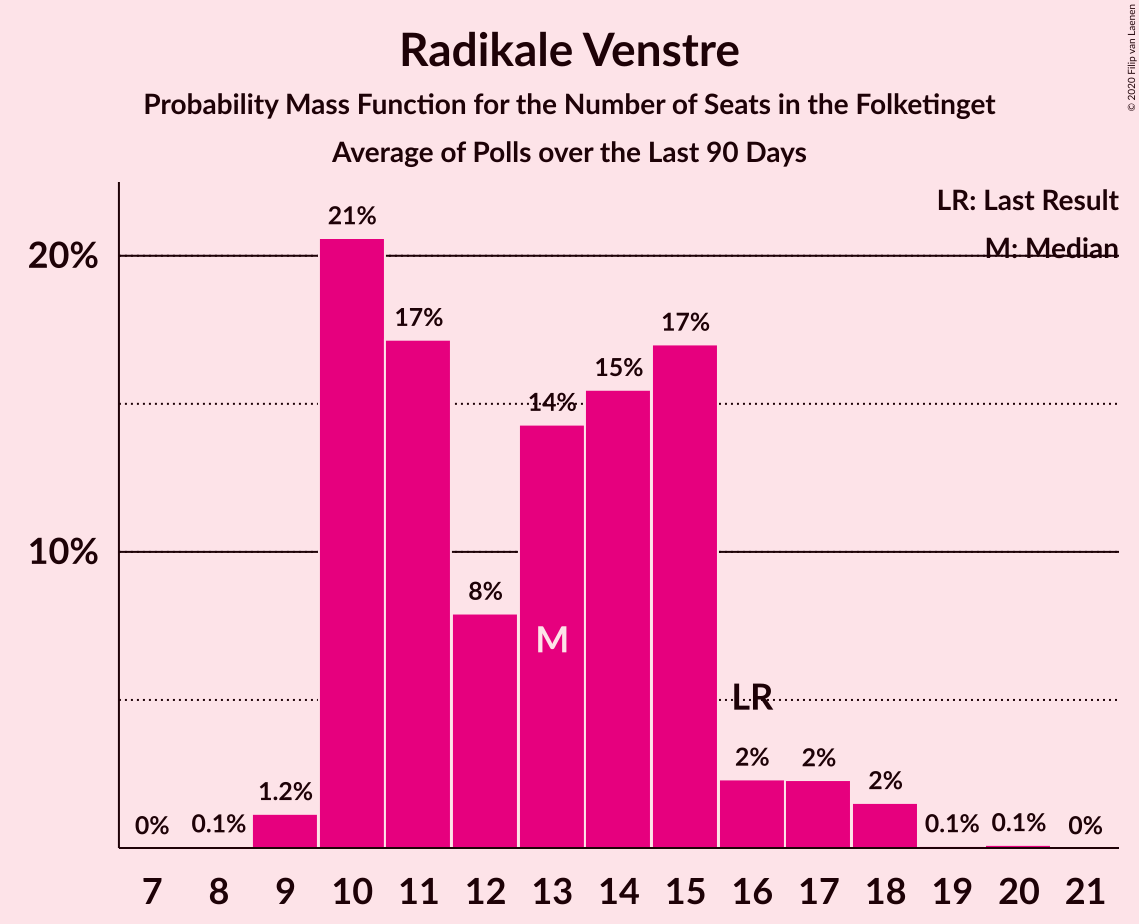 Radikale Venstre
Probability Mass Function for the Number of Seats in the Folketinget
Average of Polls over the Last 90 Days
© 2020 Filip van Laenen
LR: Last Result
M: Median
20%
10%
0%
0.1%
1.2%
21%
17%
8%
14%
15%
17%
2%
2%
2%
0.1%
0.1%
0%
M
LR
7 8 9 10 11 12 13 14 15 16 17 18 19 20 21